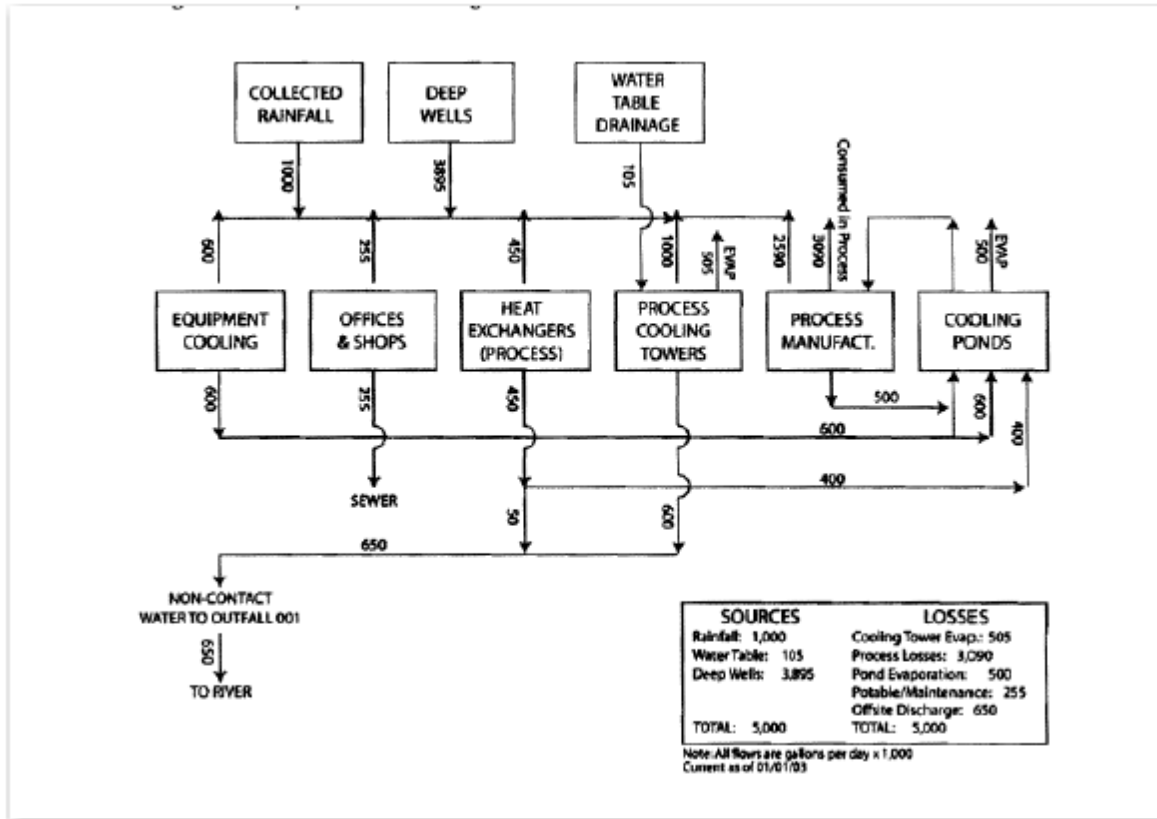 COLLECTED
RAINFALL
DEEP
WELLS
WATER
TABLE
DRAINAGE
1000
3895
105
Consumed in Process
600
255
450
1000
505
EVAP
2590
3090
500
EVAP
EQUIPMENT
COOLING
OFFICES
& SHOPS
HEAT
EXCHANGERS
(PROCESS)
PROCESS
COOLING
TOWERS
PROCESS
MANUFACT.
COOLING
PONDS
600
255
450
500
600
600
400
SEWER
400
50
600
650
NON-CONTACT
WATER TO OUTFALL 001
650
TO RIVER
SOURCES
Rainfall: 1,000
Water Table: 105
Deep Wells: 3,895
TOTAL: 5,000
LOSSES
Cooling Tower Evap.: 505
Process Losses: 3,090
Pond Evaporation: 500
Potable/Maintenance: 255
Offsite Discharge: 650
TOTAL: 5,000
Note: All flows are gallons per day x 1,000
Current as of 01/01/03